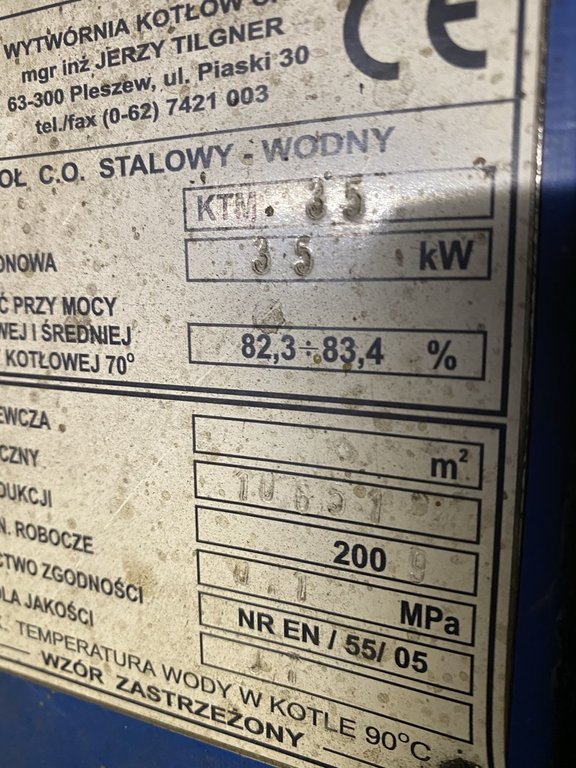 WYTWÓRNIA KOTŁÓW
mgr inż JERZY TILGNER
63-300 Pleszew, ul. Piaski 30
tel./fax (0-62) 7421 003
CE
OŁ C.O. STALOWY - WODNY
KTM. 35
ONOWA 35 kW
Ć PRZY MOCY
WEJ I ŚREDNIEJ
KOTŁOWEJ 70° 82,3÷83,4 %
EWCZA m²
CZNY
DUKCJI 2009
N. ROBOCZE 0.1 MPa
CTWO ZGODNOŚCI NR EN / 55/ 05
OLA JAKOŚCI
. TEMPERATURA WODY W KOTLE 90°C
WZÓR ZASTRZEŻONY